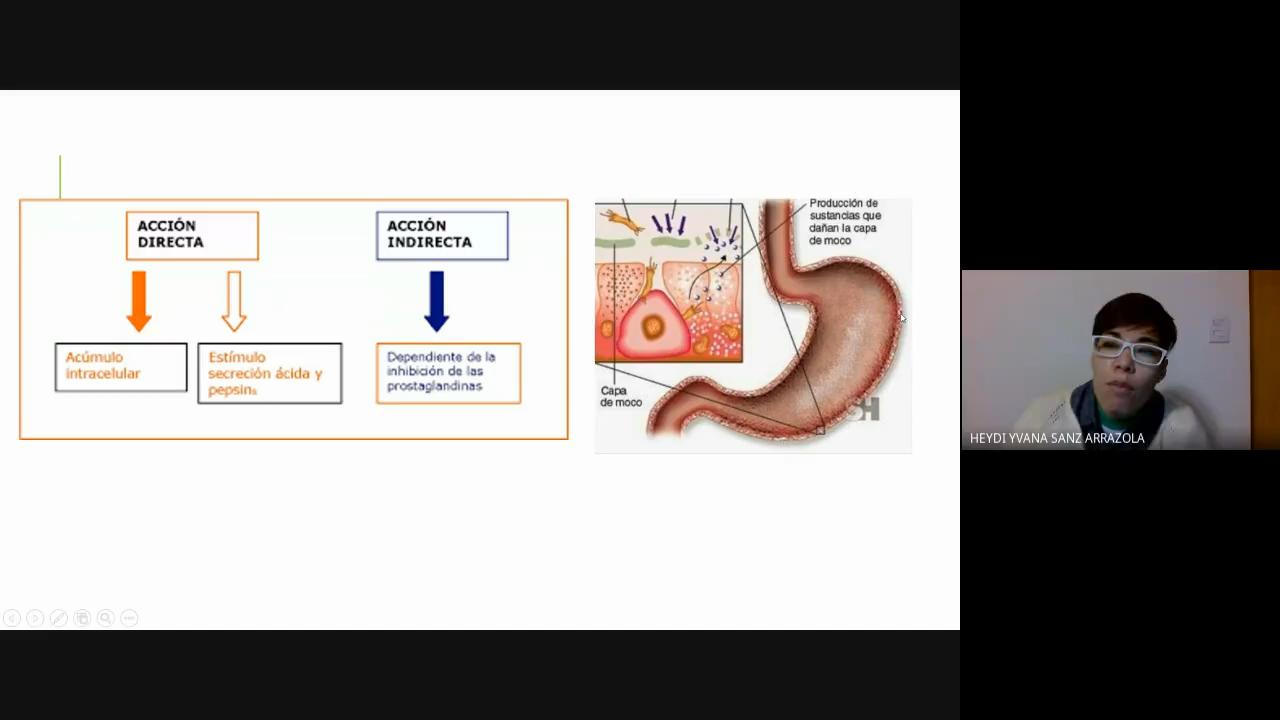 ACCIÓN
DIRECTA
ACCIÓN
INDIRECTA
Acúmulo
intracelular
Estímulo
secreción ácida y
pepsina
Dependiente de la
inhibición de las
prostaglandinas
Producción de
sustancias que
dañan la capa
de moco
Capa
de moco
SH
HEYDI YVANA SANZ ARRAZOLA